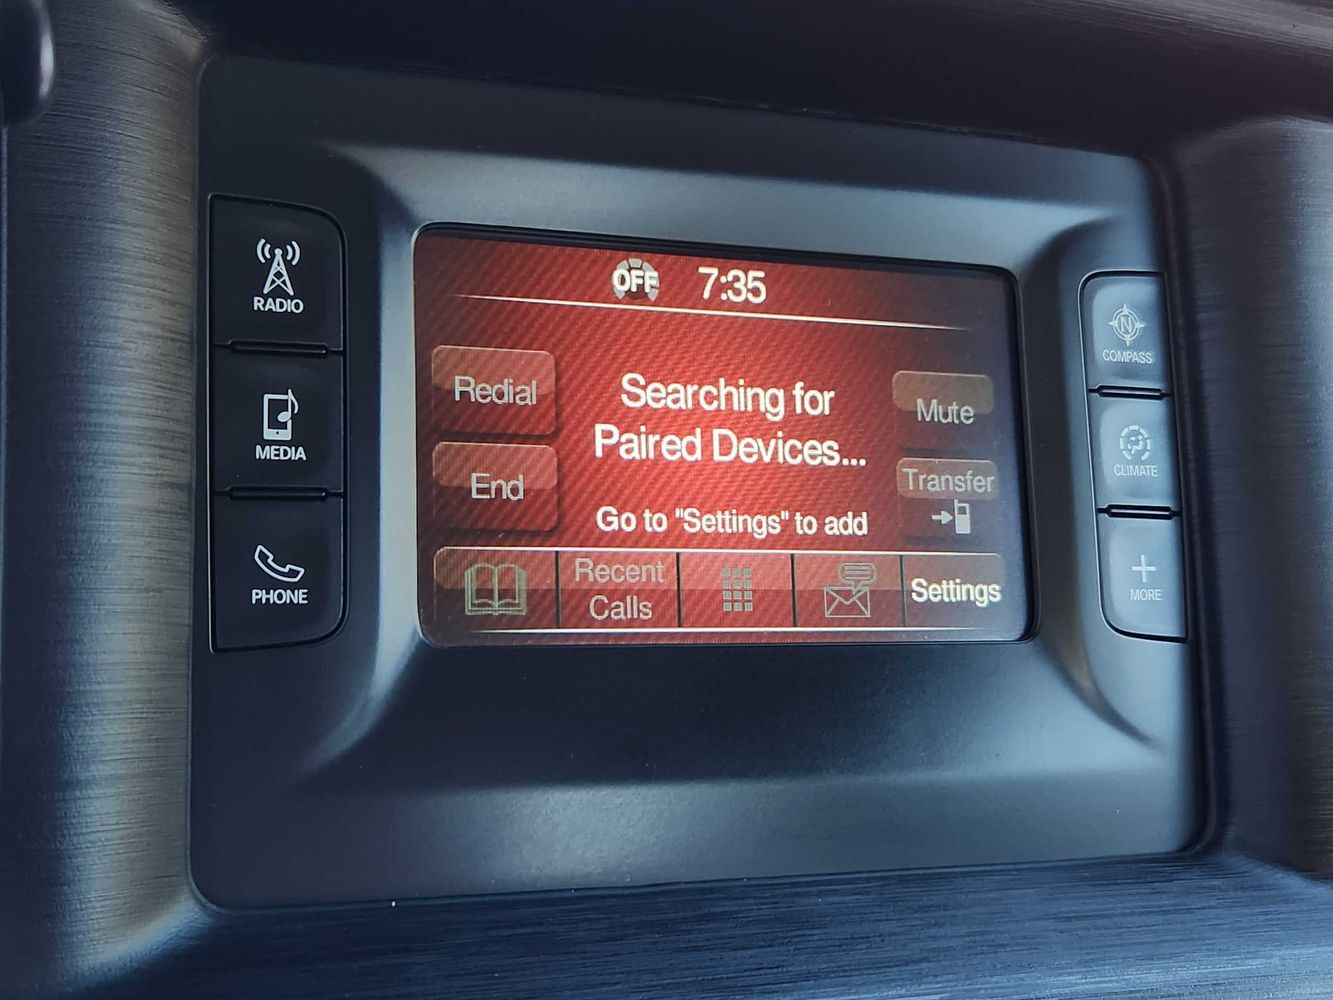 RADIO
MEDIA
PHONE
OFF 7:35
Redial
End
Searching for
Paired Devices...
Go to "Settings" to add
Mute
Transfer
Recent
Calls
Settings
N
COMPASS
CLIMATE
MORE